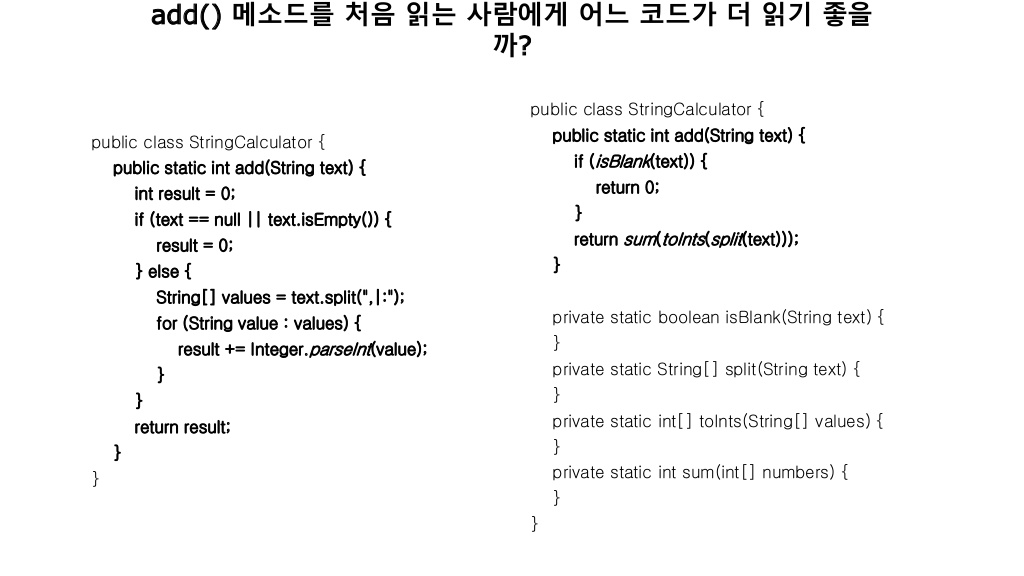 add() 메소드를 처음 읽는 사람에게 어느 코드가 더 읽기 좋을
까?
public class StringCalculator {
public static int add(String text) {
int result = 0;
if (text == null || text.isEmpty()) {
result = 0;
} else {
String[] values = text.split(",|:");
for (String value : values) {
result += Integer.parseInt(value);
}
}
return result;
}
}
public class StringCalculator {
public static int add(String text) {
if (isBlank(text)) {
return 0;
}
return sum(toInts(split(text)));
}
private static boolean isBlank(String text) {
}
private static String[] split(String text) {
}
private static int[] toInts(String[] values) {
}
private static int sum(int[] numbers) {
}
}